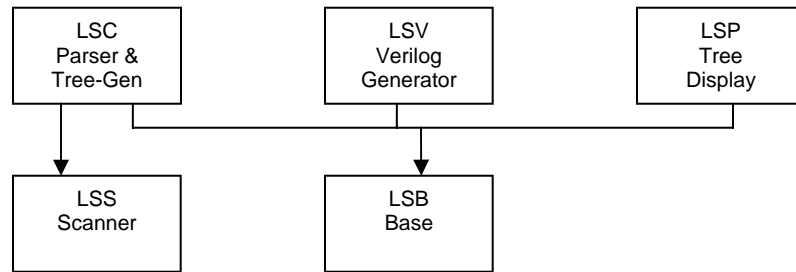 LSC
Parser &
Tree-Gen
LSV
Verilog
Generator
LSP
Tree
Display
LSS
Scanner
LSB
Base